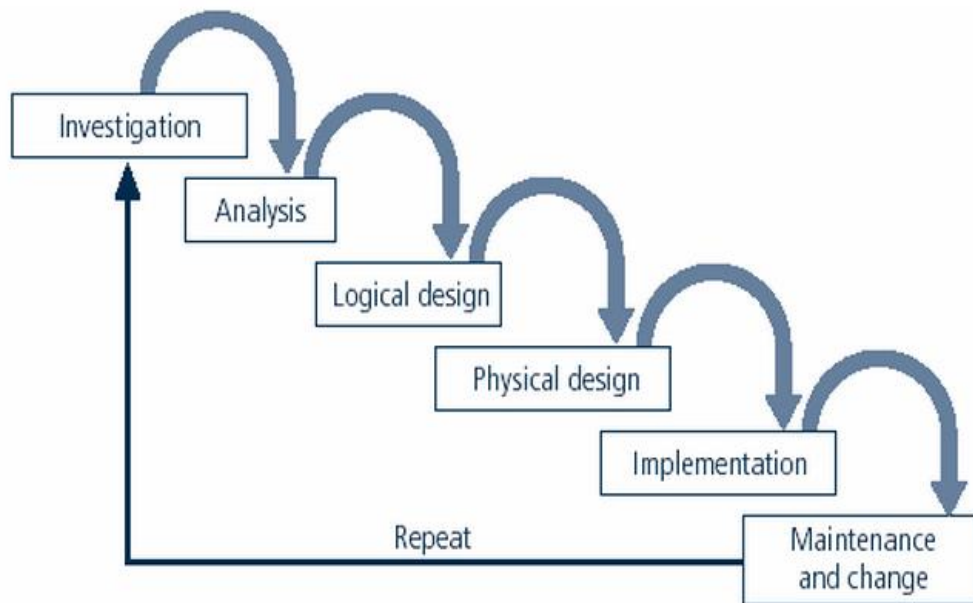 Investigation
Analysis
Logical design
Physical design
Implementation
Maintenance
and change
Repeat